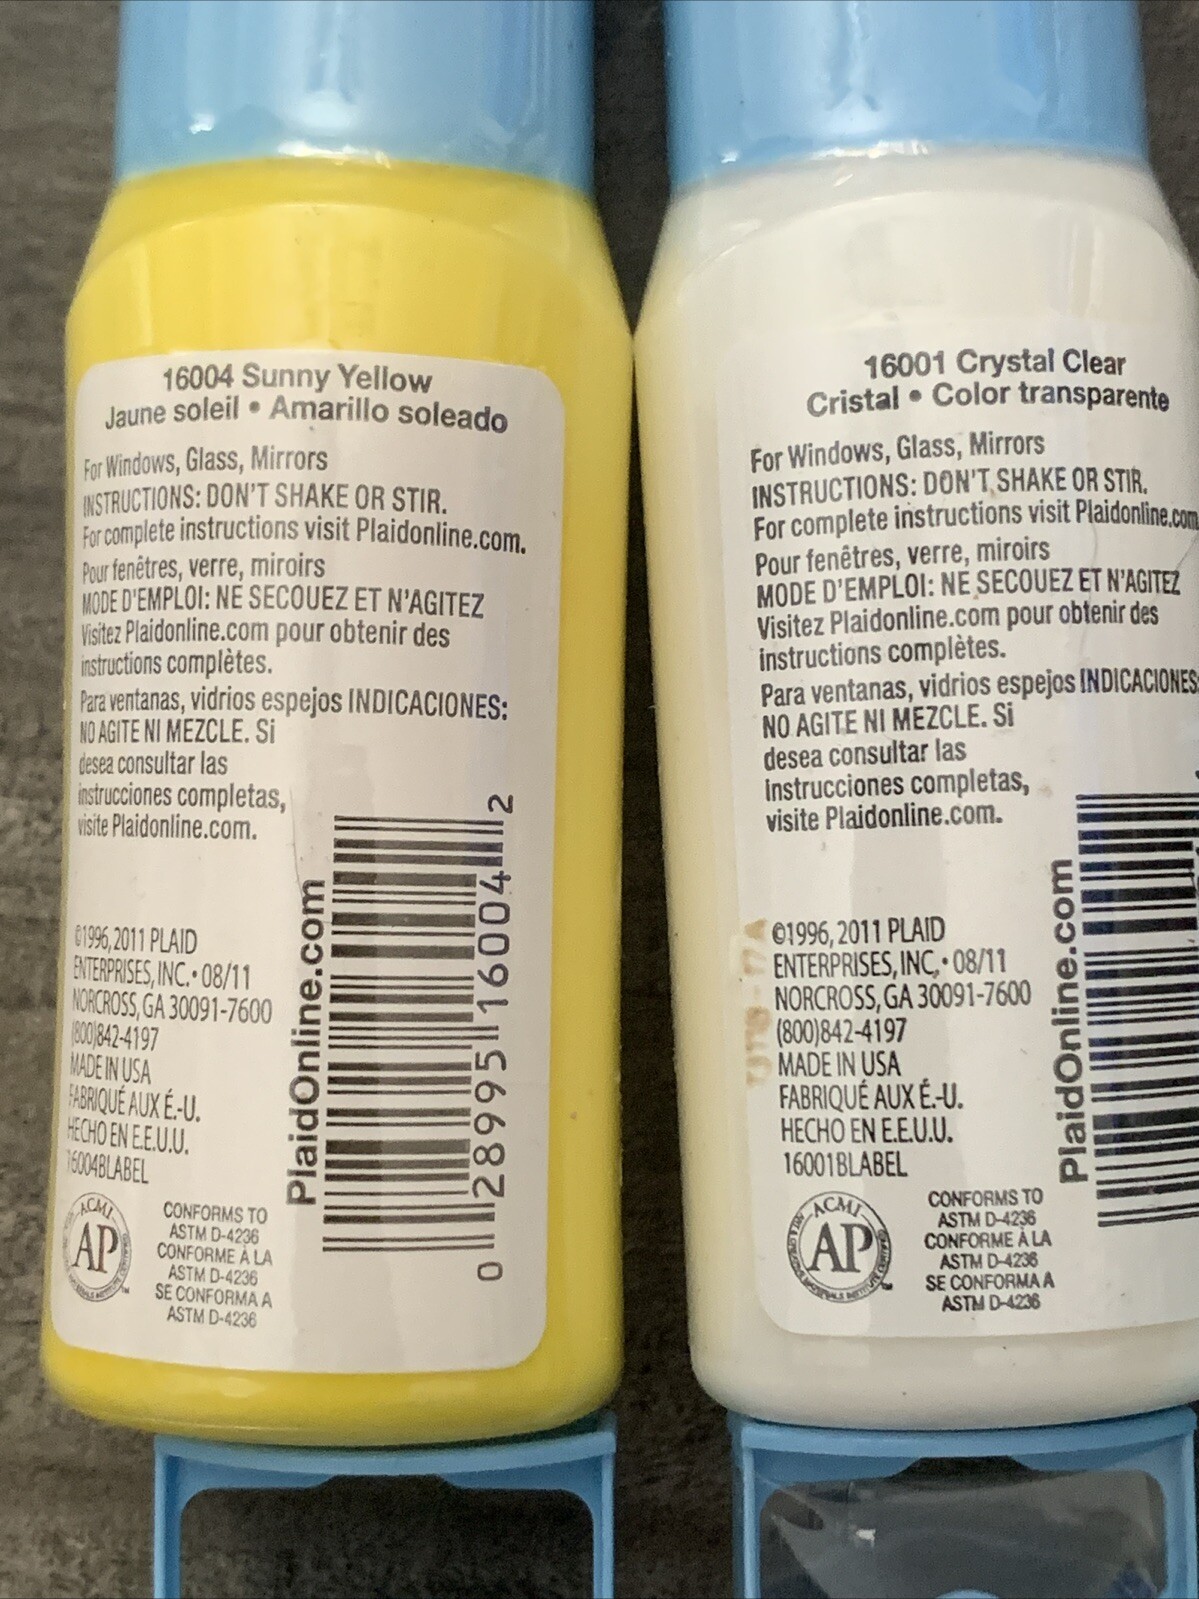 16004 Sunny Yellow
Jaune soleil • Amarillo soleado
For Windows, Glass, Mirrors
INSTRUCTIONS: DON'T SHAKE OR STIR.
For complete instructions visit Plaidonline.com.
Pour fenêtres, verre, miroirs
MODE D'EMPLOI: NE SECOUEZ ET N'AGITEZ
Visitez Plaidonline.com pour obtenir des
instructions complètes.
Para ventanas, vidrios espejos INDICACIONES:
NO AGITE NI MEZCLE. Si
desea consultar las
instrucciones completas,
visite Plaidonline.com.
©1996, 2011 PLAID
ENTERPRISES, INC. • 08/11
NORCROSS, GA 30091-7600
(800)842-4197
MADE IN USA
FABRIQUÉ AUX É.-U.
HECHO EN E.E.U.U.
16004BLABEL
ACMI
AP
CONFORMS TO
ASTM D-4236
CONFORME À LA
ASTM D-4236
SE CONFORMA A
ASTM D-4236
PlaidOnline.com
0 28995 16004 2
16001 Crystal Clear
Cristal • Color transparente
For Windows, Glass, Mirrors
INSTRUCTIONS: DON'T SHAKE OR STIR.
For complete instructions visit Plaidonline.com
Pour fenêtres, verre, miroirs
MODE D'EMPLOI: NE SECOUEZ ET N'AGITEZ
Visitez Plaidonline.com pour obtenir des
instructions complètes.
Para ventanas, vidrios espejos INDICACIONES:
NO AGITE NI MEZCLE. Si
desea consultar las
instrucciones completas,
visite Plaidonline.com.
©1996, 2011 PLAID
ENTERPRISES, INC, • 08/11
NORCROSS, GA 30091-7600
(800)842-4197
MADE IN USA
FABRIQUÉ AUX É.-U.
HECHO EN E.E.U.U.
16001BLABEL
ACMI
AP
CONFORMS TO
ASTM D-4236
CONFORME À LA
ASTM D-4236
SE CONFORMA A
ASTM D-4236
PlaidOnline.com